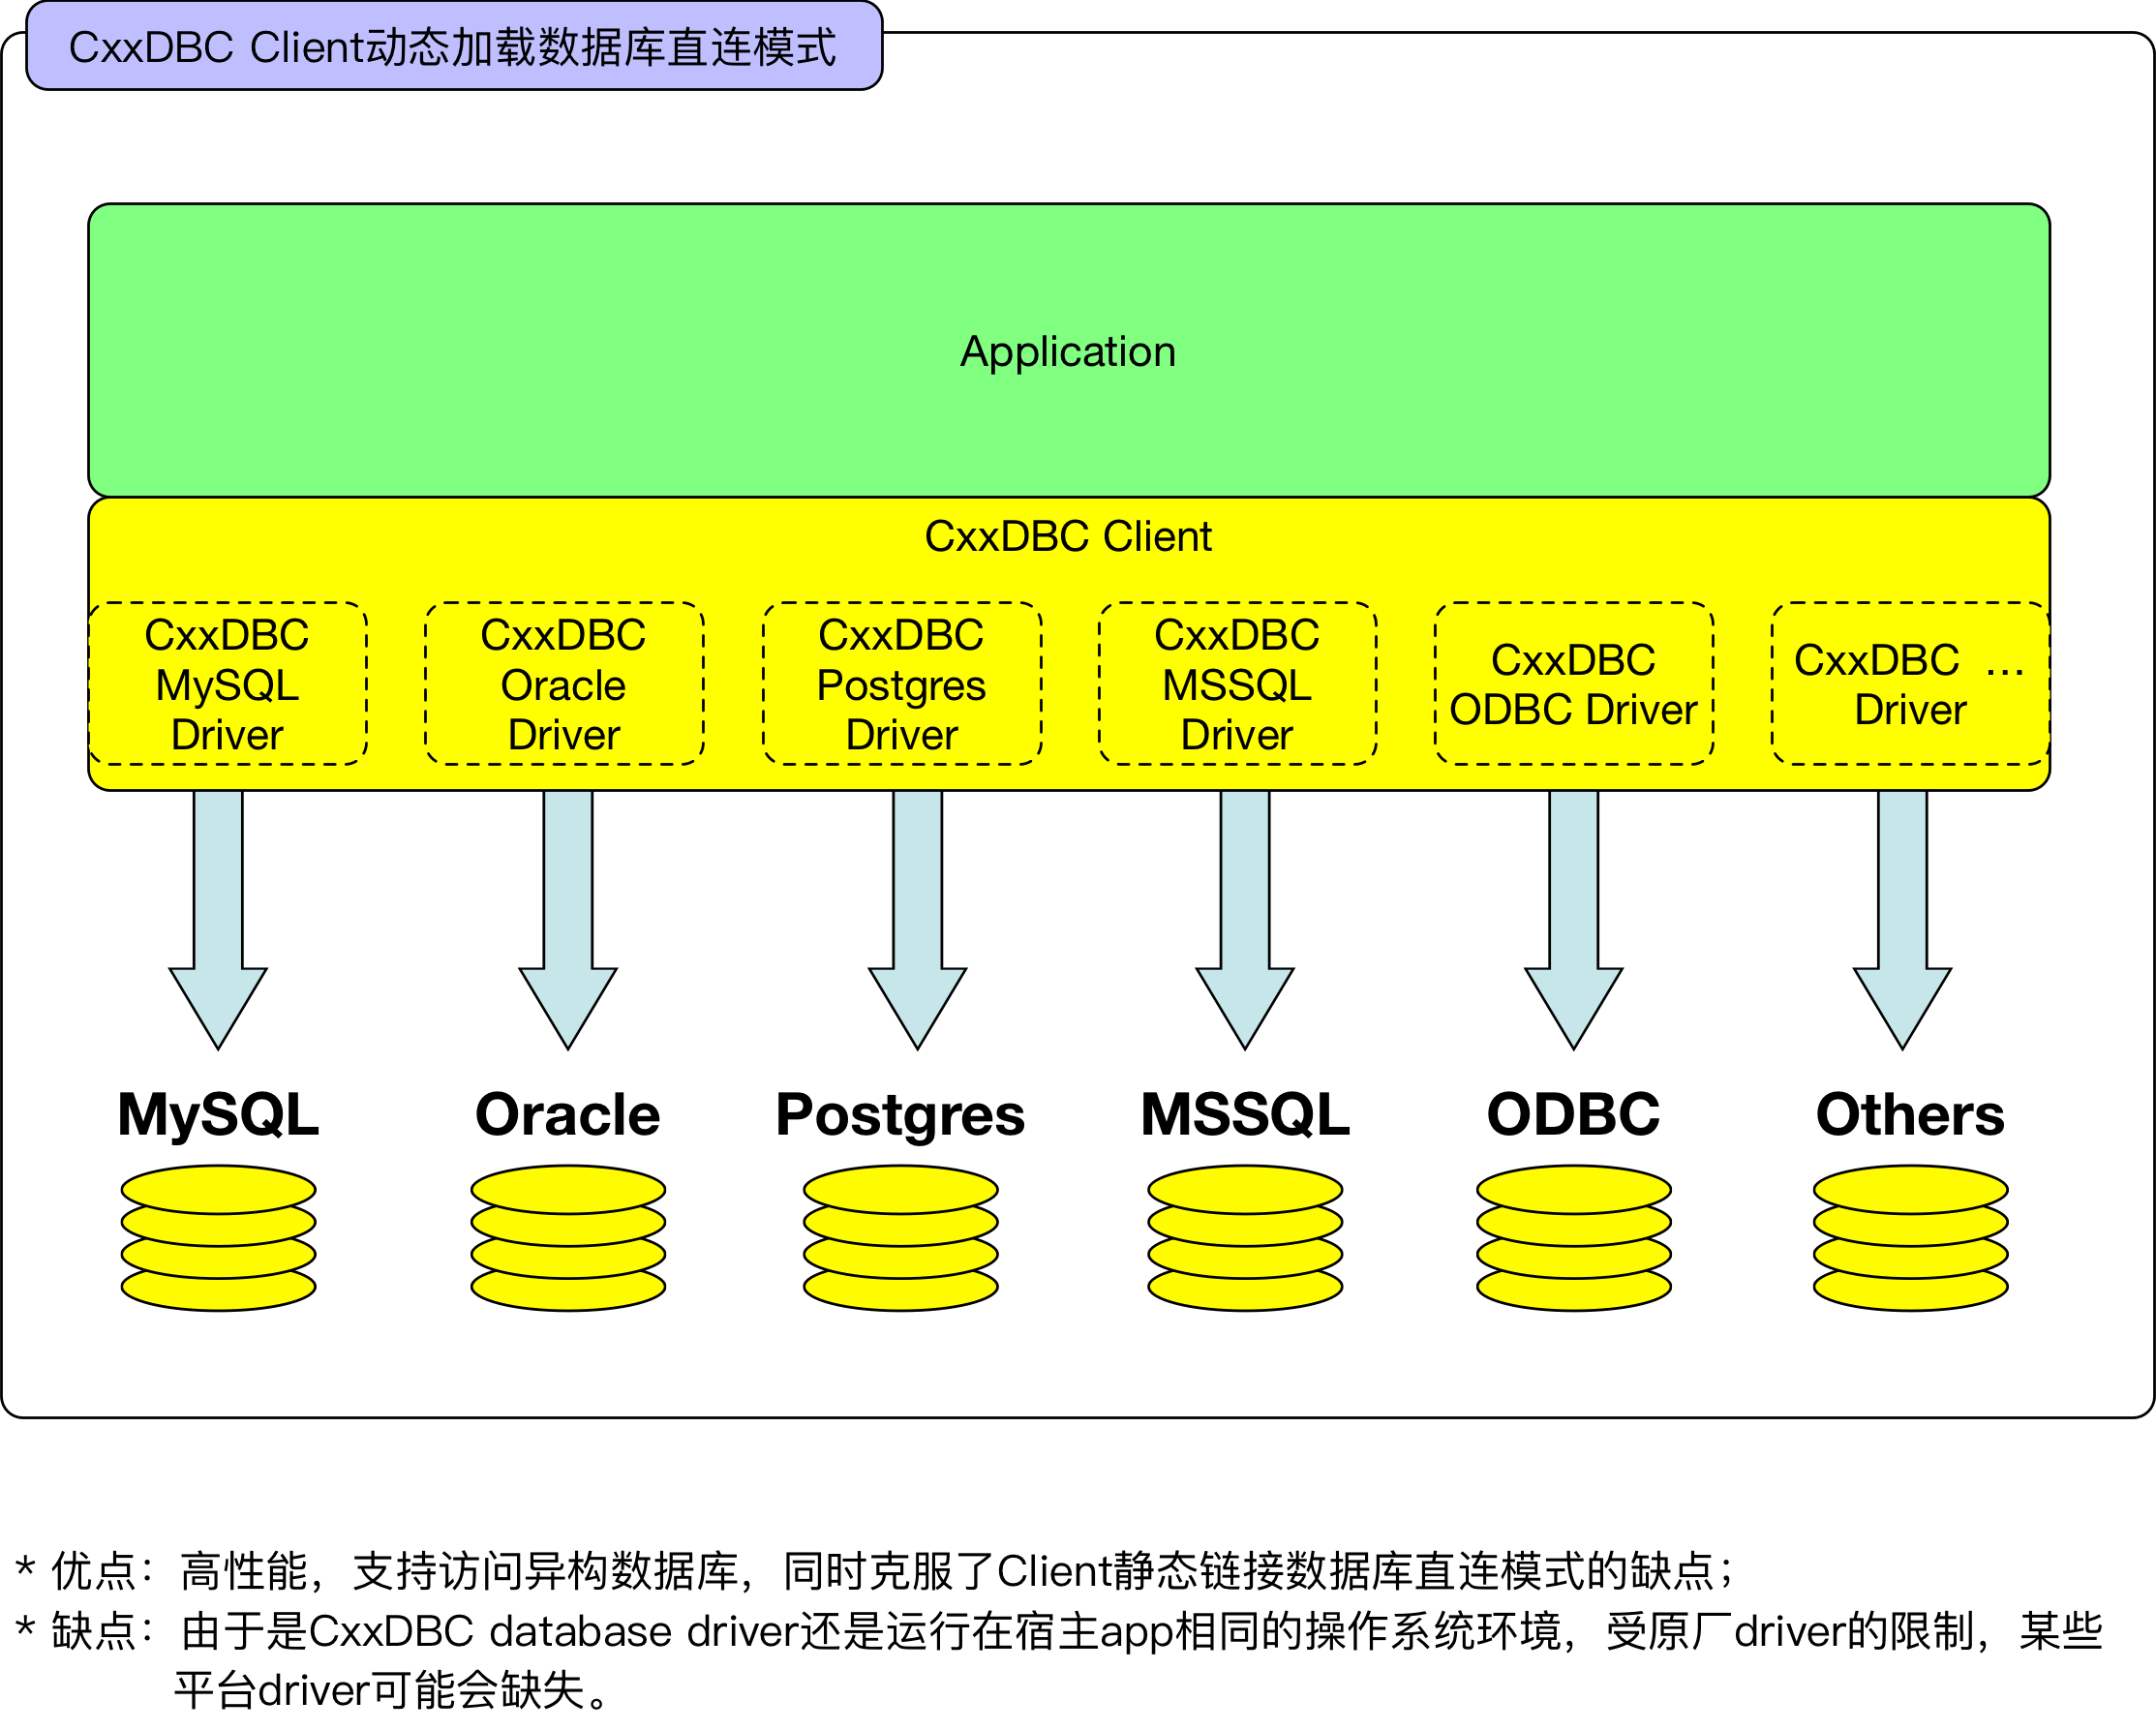 CxxDBC Client动态加载数据库直连模式
Application
CxxDBC Client
CxxDBC
MySQL
Driver
CxxDBC
Oracle
Driver
CxxDBC
Postgres
Driver
CxxDBC
MSSQL
Driver
CxxDBC
ODBC Driver
CxxDBC ...
Driver
MySQL
Oracle
Postgres
MSSQL
ODBC
Others
* 优点：高性能，支持访问异构数据库，同时克服了Client静态链接数据库直连模式的缺点；
* 缺点：由于是CxxDBC database driver还是运行在宿主app相同的操作系统环境，受原厂driver的限制，某些
平台driver可能会缺失。